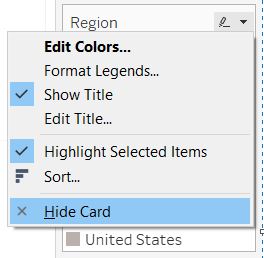 Region
Edit Colors...
Format Legends...
Show Title
Edit Title...
Highlight Selected Items
Sort...
Hide Card
United States